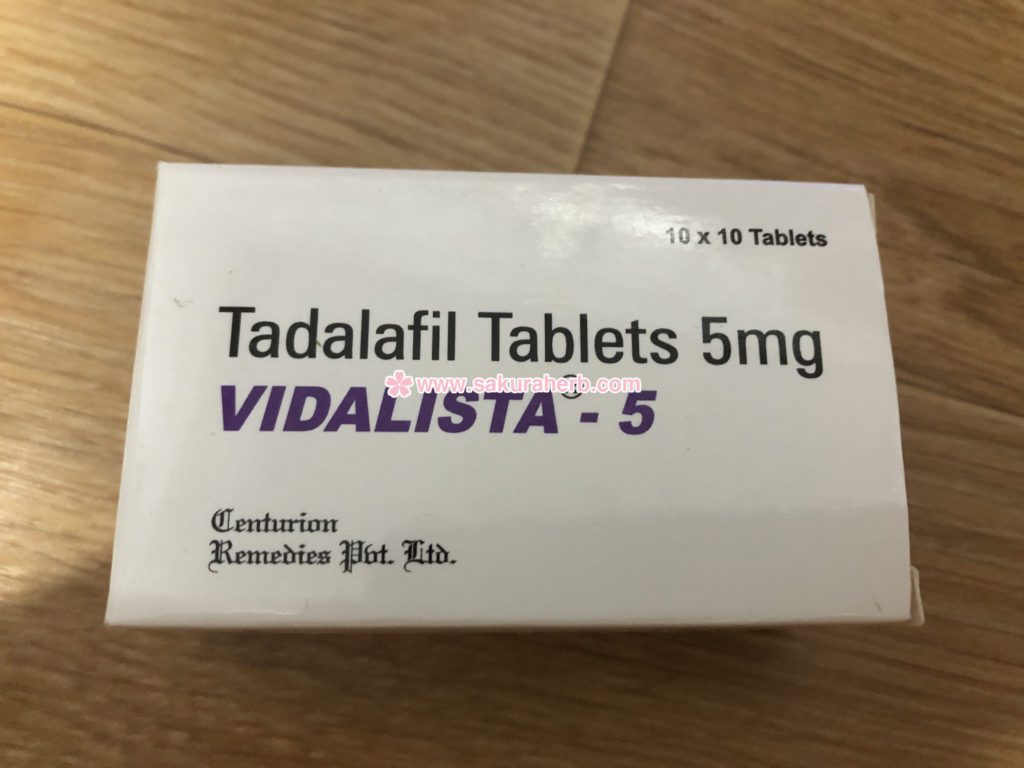 10 x 10 Tablets
Tadalafil Tablets 5mg
www.sakuraherb.com
VIDALISTA® - 5
Centurion
Remedies Pvt. Ltd.